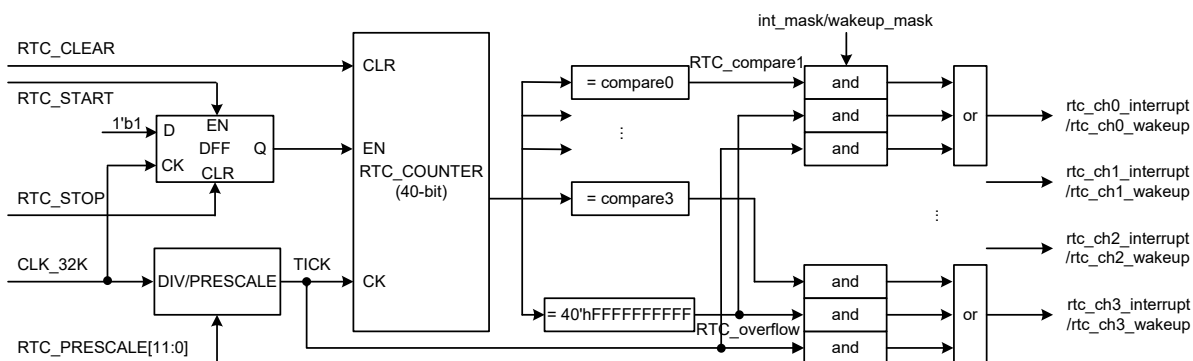 int_mask/wakeup_mask
RTC_CLEAR
CLR
RTC_START
1'b1
D
EN
DFF
Q
CK
CLR
EN
RTC_COUNTER
(40-bit)
RTC_STOP
CLK_32K
DIV/PRESCALE
TICK
CK
RTC_PRESCALE[11:0]
= compare0
RTC_compare1
⋮
= compare3
= 40'hFFFFFFFFFF
RTC_overflow
and
and
and
or
rtc_ch0_interrupt
/rtc_ch0_wakeup
rtc_ch1_interrupt
/rtc_ch1_wakeup
⋮
rtc_ch2_interrupt
/rtc_ch2_wakeup
and
and
and
or
rtc_ch3_interrupt
/rtc_ch3_wakeup